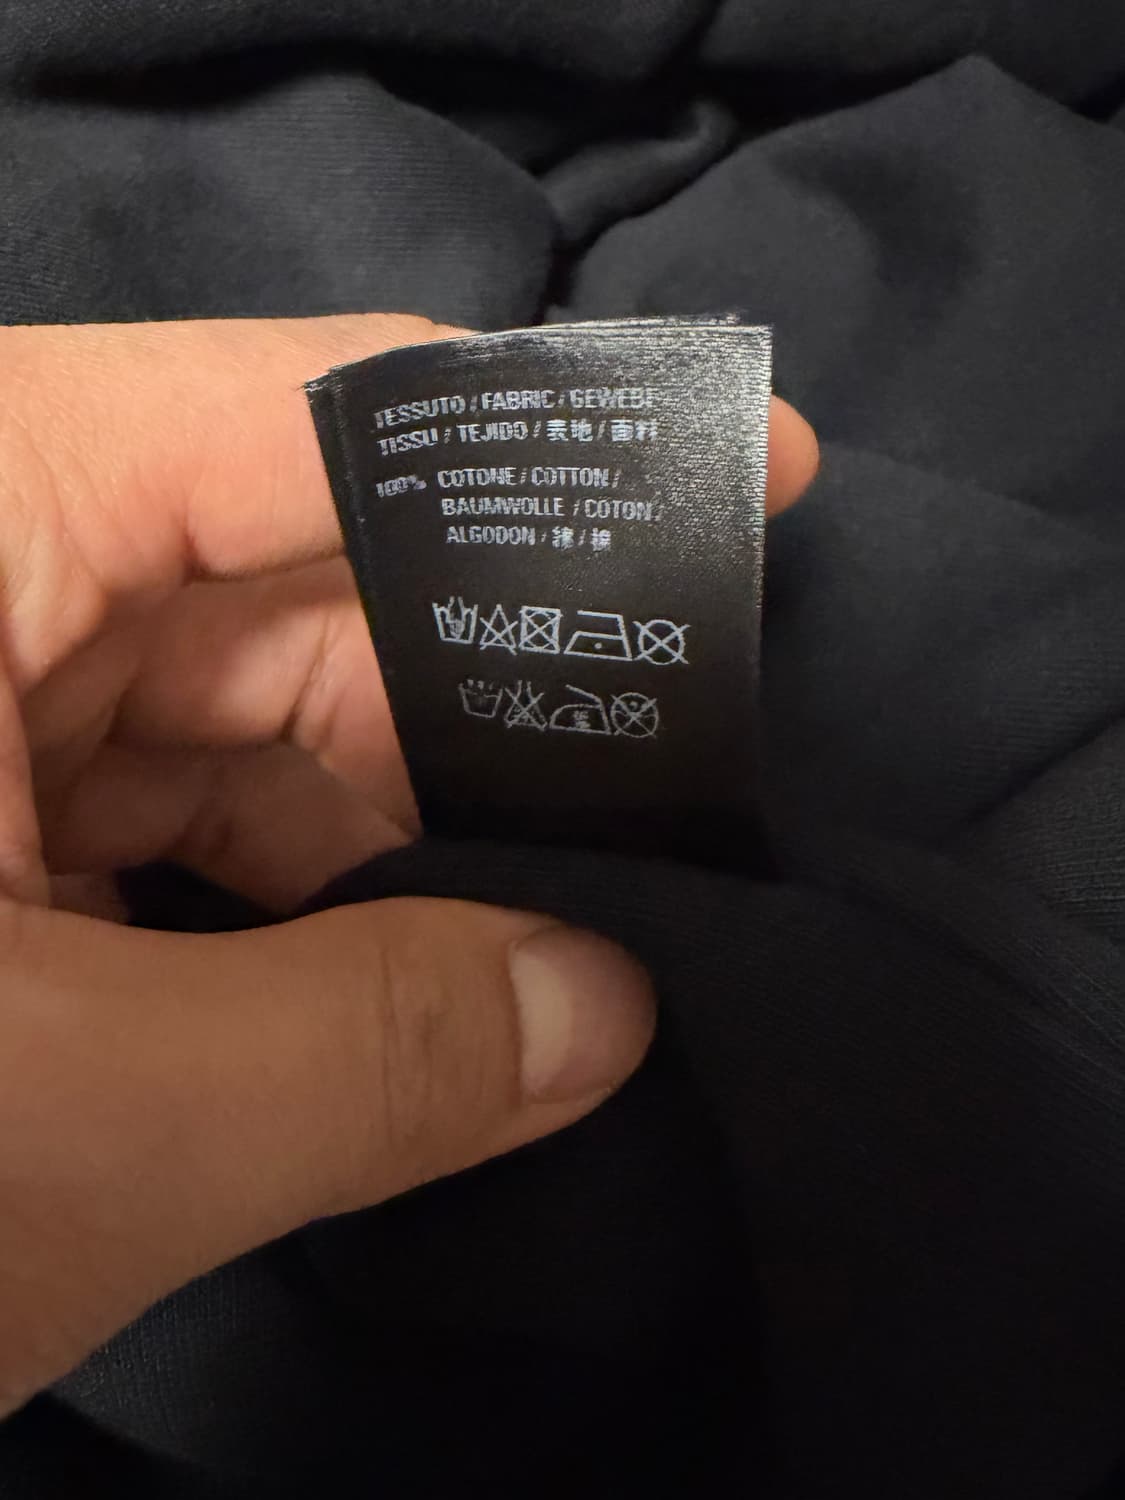 TESSUTO / FABRIC / GEWEBE
TISSU / TEJIDO / 表地 / 面料
100% COTONE / COTTON /
BAUMWOLLE / COTON /
ALGODON / 綿 / 棉